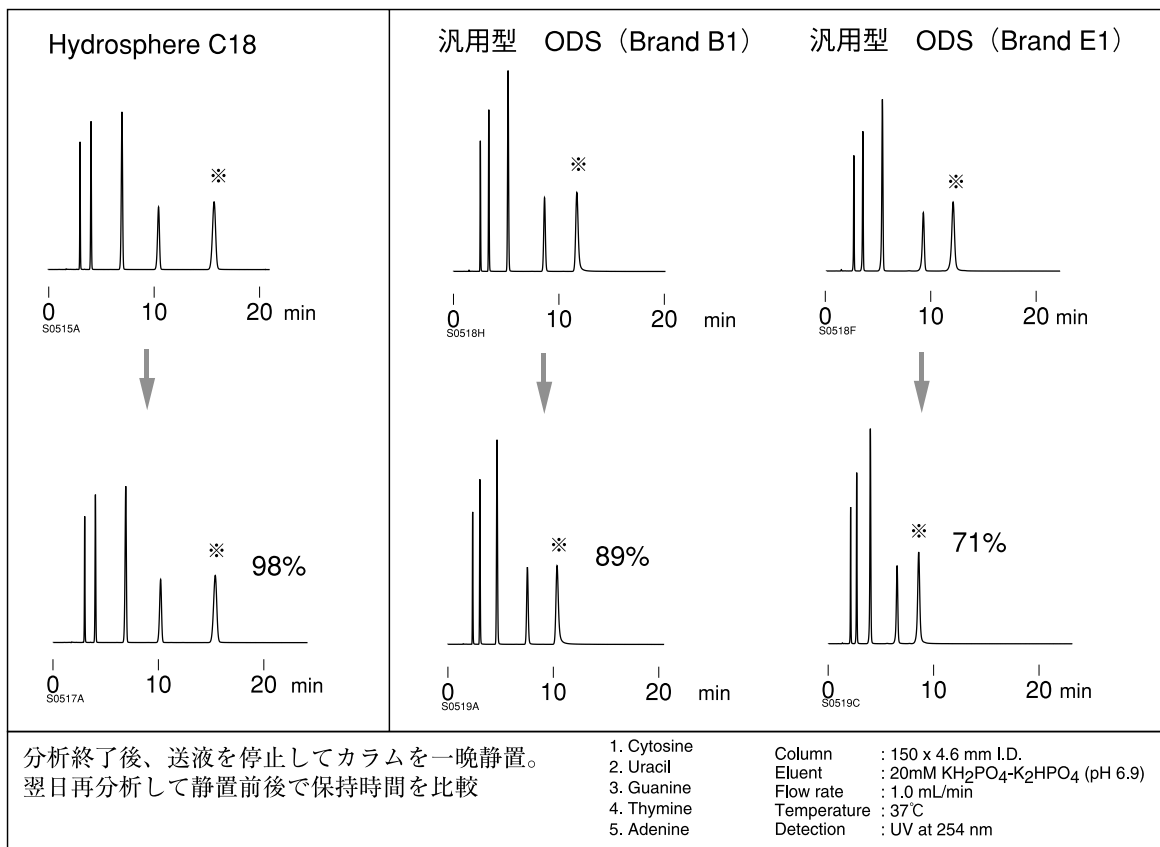 Hydrosphere C18
汎用型 ODS（Brand B1）
汎用型 ODS（Brand E1）
※
※
※
0 10 20 min
S0515A
0 10 20 min
S0518H
0 10 20 min
S0518F
※ 98%
※ 89%
※ 71%
0 10 20 min
S0517A
0 10 20 min
S0519A
0 10 20 min
S0519C
分析終了後、送液を停止してカラムを一晩静置。
翌日再分析して静置前後で保持時間を比較
1. Cytosine
2. Uracil
3. Guanine
4. Thymine
5. Adenine
Column : 150 x 4.6 mm I.D.
Eluent : 20mM KH₂PO₄-K₂HPO₄ (pH 6.9)
Flow rate : 1.0 mL/min
Temperature : 37℃
Detection : UV at 254 nm